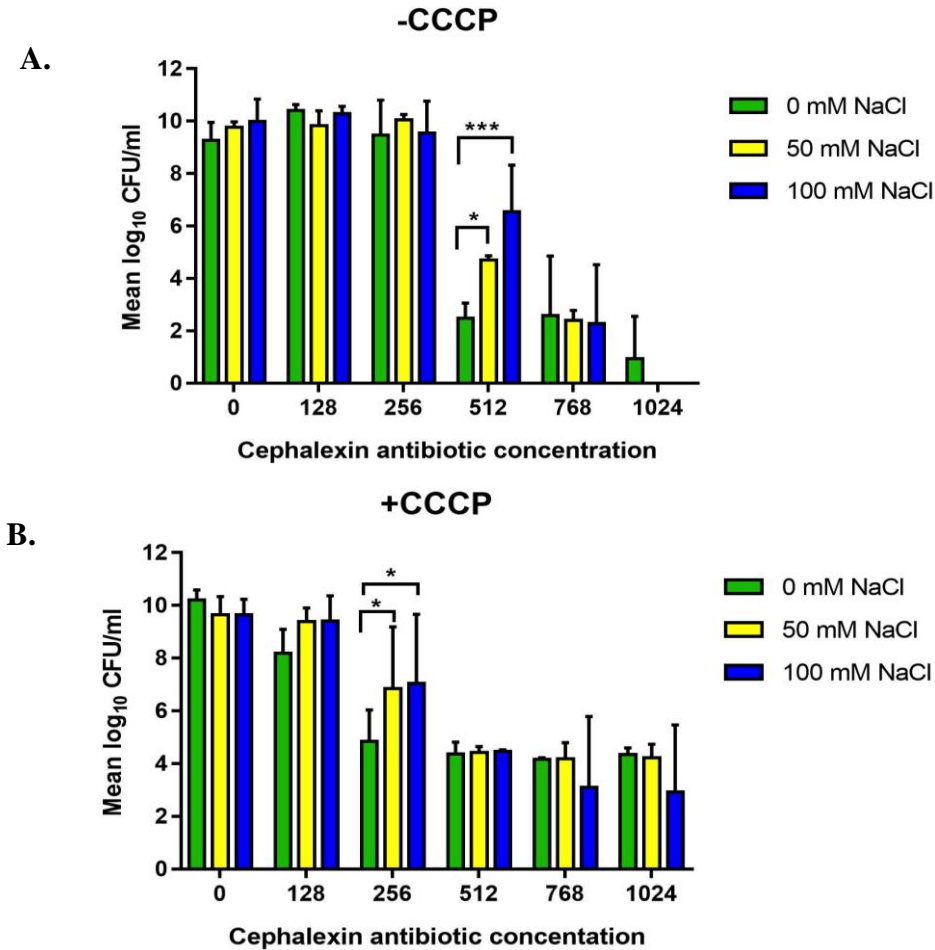 -CCCP
A.
12
10
8
6
4
2
0
Mean log10 CFU/ml
***
*
0 128 256 512 768 1024
Cephalexin antibiotic concentration
0 mM NaCl
50 mM NaCl
100 mM NaCl
+CCCP
B.
12
10
8
6
4
2
0
Mean log10 CFU/ml
*
*
0 128 256 512 768 1024
Cephalexin antibiotic concentation
0 mM NaCl
50 mM NaCl
100 mM NaCl